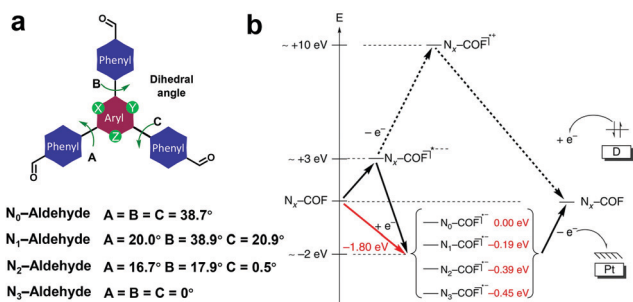 a
Phenyl
Dihedral
angle
B
X
Y
Aryl
Z
C
A
Phenyl
Phenyl
O
O
O
N₀–Aldehyde A = B = C = 38.7°
N₁–Aldehyde A = 20.0° B = 38.9° C = 20.9°
N₂–Aldehyde A = 16.7° B = 17.9° C = 0.5°
N₃–Aldehyde A = B = C = 0°
b
E
~ +10 eV
Nₓ–COF⌉•+
– e⁻
~ +3 eV
Nₓ–COF⌉*
+ e⁻
D
Nₓ–COF
Nₓ–COF
+ e⁻
– e⁻
–1.80 eV
~ –2 eV
N₀–COF⌉•– 0.00 eV
N₁–COF⌉•– –0.19 eV
N₂–COF⌉•– –0.39 eV
N₃–COF⌉•– –0.45 eV
Pt